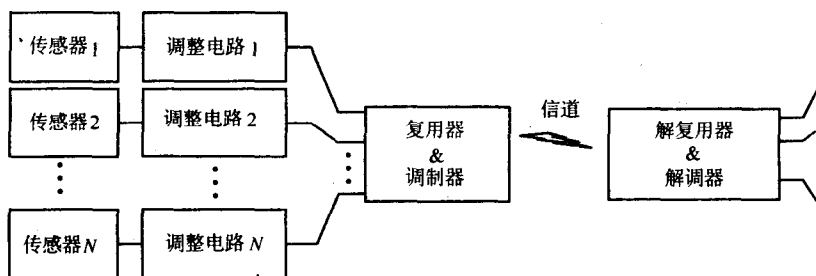 传感器1
调整电路1
传感器2
调整电路2
传感器N
调整电路N
复用器
&
调制器
信道
解复用器
&
解调器